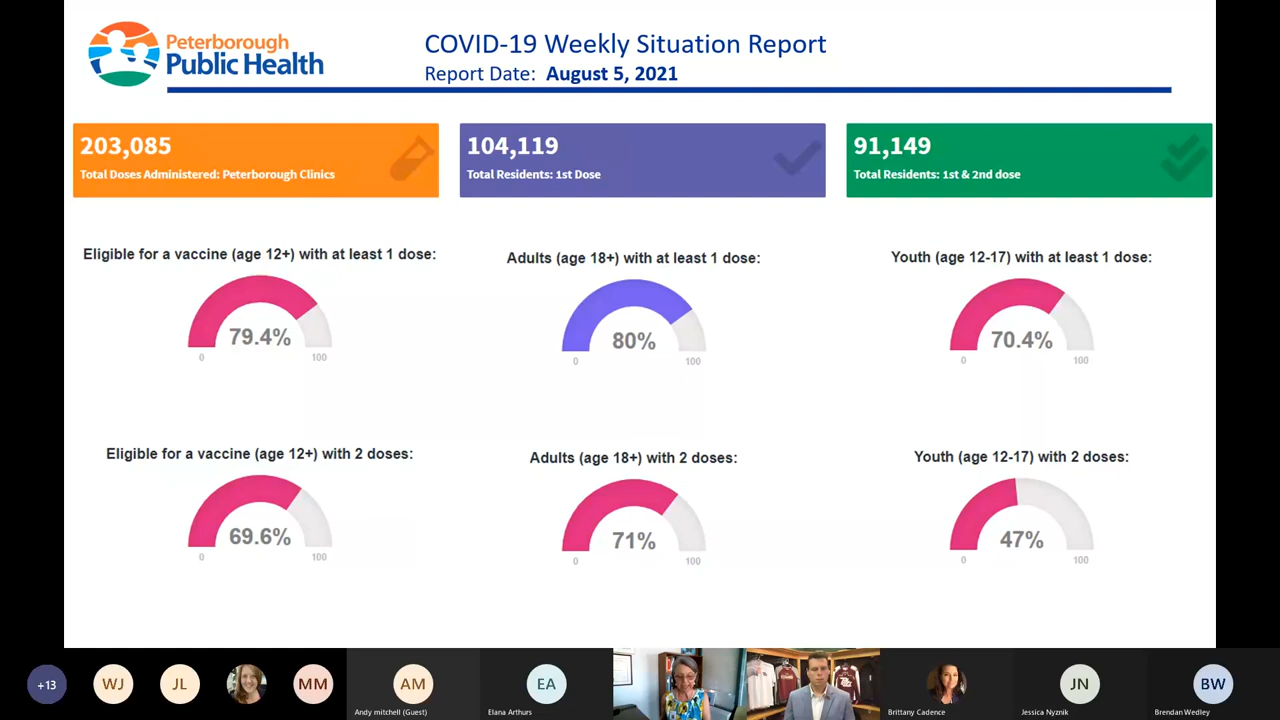 Peterborough
Public Health
COVID-19 Weekly Situation Report
Report Date: August 5, 2021
203,085
Total Doses Administered: Peterborough Clinics
104,119
Total Residents: 1st Dose
91,149
Total Residents: 1st & 2nd dose
Eligible for a vaccine (age 12+) with at least 1 dose:
79.4%
0 100
Adults (age 18+) with at least 1 dose:
80%
0 100
Youth (age 12-17) with at least 1 dose:
70.4%
0 100
Eligible for a vaccine (age 12+) with 2 doses:
69.6%
0 100
Adults (age 18+) with 2 doses:
71%
0 100
Youth (age 12-17) with 2 doses:
47%
0 100
+13
WJ
JL
MM
AM
Andy mitchell (Guest)
EA
Elana Arthurs
Brittany Cadence
JN
Jessica Nyznik
BW
Brendan Wedley